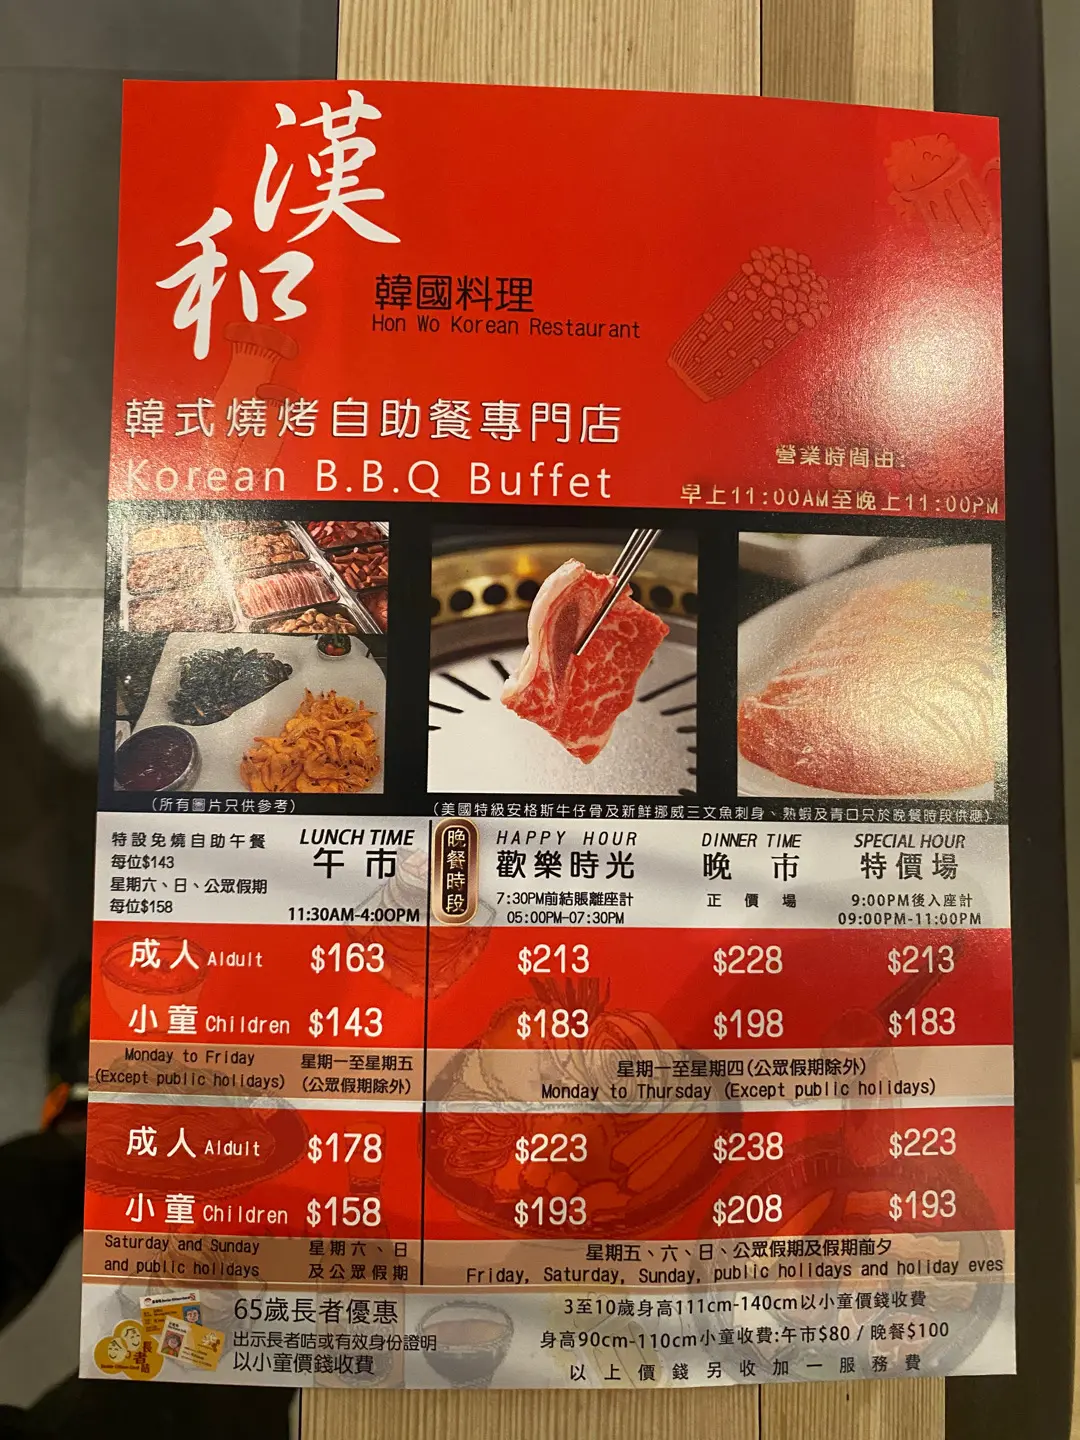 漢和
韓國料理
Hon Wo Korean Restaurant
韓式燒烤自助餐專門店
Korean B.B.Q Buffet
營業時間由:
早上11:00AM至晚上11:00PM
(所有圖片只供參考)
(美國特級安格斯牛仔骨及新鮮挪威三文魚刺身、熟蝦及青口只於晚餐時段供應)
特設免燒自助午餐
每位$143
星期六、日、公眾假期
每位$158
LUNCH TIME
午市
11:30AM-4:00PM
晚餐時段
HAPPY HOUR
歡樂時光
7:30PM前結賬離座計
05:00PM-07:30PM
DINNER TIME
晚市
正價場
SPECIAL HOUR
特價場
9:00PM後入座計
09:00PM-11:00PM
成人 Aldult $163 $213 $228 $213
小童 Children $143 $183 $198 $183
Monday to Friday
(Except public holidays)
星期一至星期五
(公眾假期除外)
星期一至星期四(公眾假期除外)
Monday to Thursday (Except public holidays)
成人 Aldult $178 $223 $238 $223
小童 Children $158 $193 $208 $193
Saturday and Sunday
and public holidays
星期六、日
及公眾假期
星期五、六、日、公眾假期及假期前夕
Friday, Saturday, Sunday, public holidays and holiday eves
長者咭
65歲長者優惠
出示長者咭或有效身份證明
以小童價錢收費
3至10歲身高111cm-140cm以小童價錢收費
身高90cm-110cm小童收費:午市$80 / 晚餐$100
以上價錢另收加一服務費